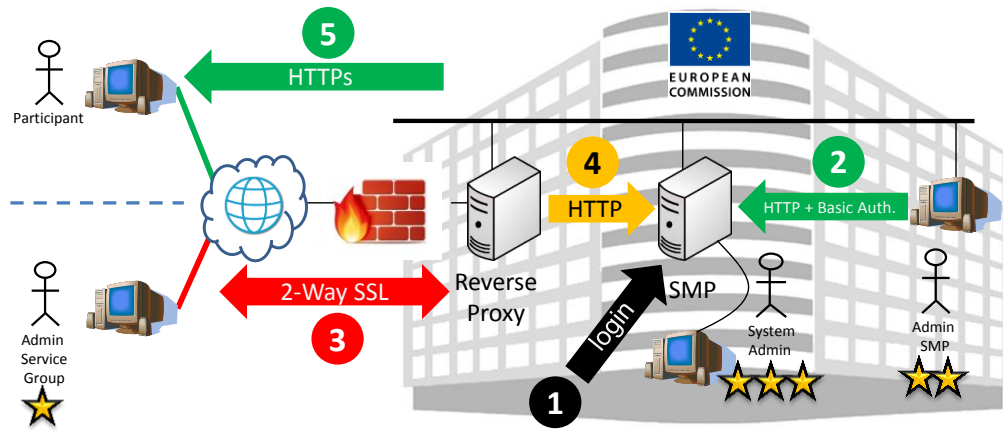 5
HTTPs
Participant
EUROPEAN
COMMISSION
4
HTTP
2
HTTP + Basic Auth.
2-Way SSL
3
Reverse
Proxy
SMP
login
1
Admin
Service
Group
System
Admin
Admin
SMP